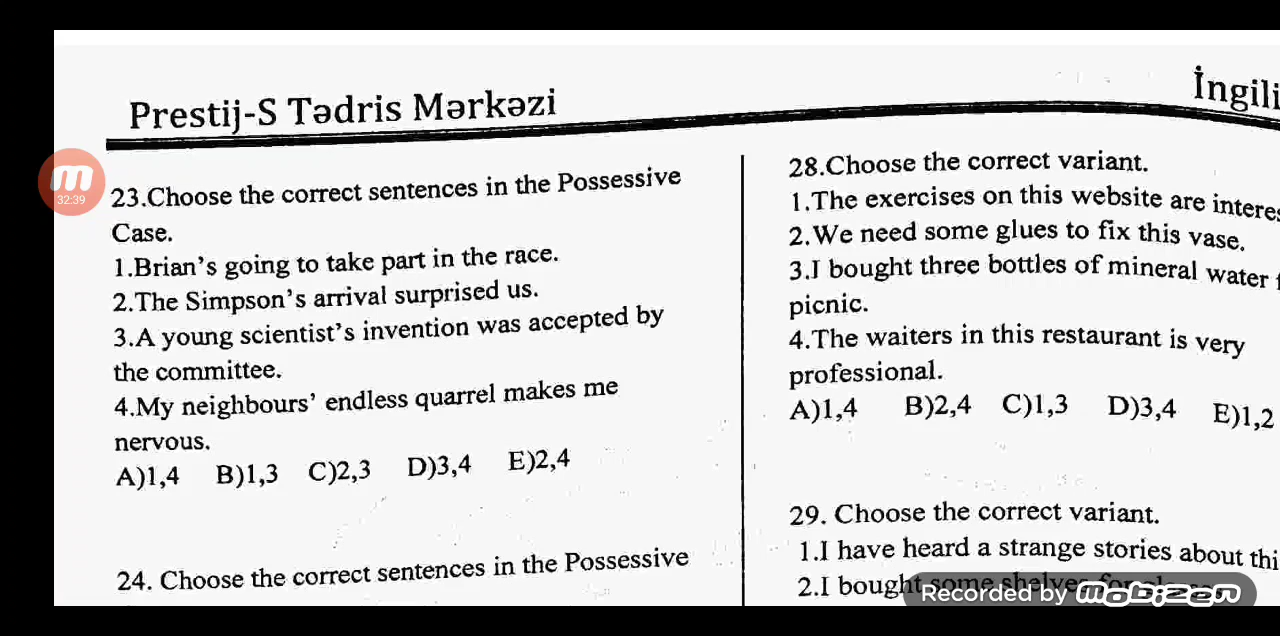 Prestij-S Tədris Mərkəzi
32:39
23.Choose the correct sentences in the Possessive
Case.
1.Brian's going to take part in the race.
2.The Simpson's arrival surprised us.
3.A young scientist's invention was accepted by
the committee.
4.My neighbours' endless quarrel makes me
nervous.
A)1,4 B)1,3 C)2,3 D)3,4 E)2,4
24. Choose the correct sentences in the Possessive
28.Choose the correct variant.
1.The exercises on this website are
2.We need some glues to fix this vase.
3.I bought three bottles of mineral water
picnic.
4.The waiters in this restaurant is very
professional.
A)1,4 B)2,4 C)1,3 D)3,4 E)1,2
29. Choose the correct variant.
1.I have heard a strange stories about
2.I bought some shelves for
Recorded by mobizen